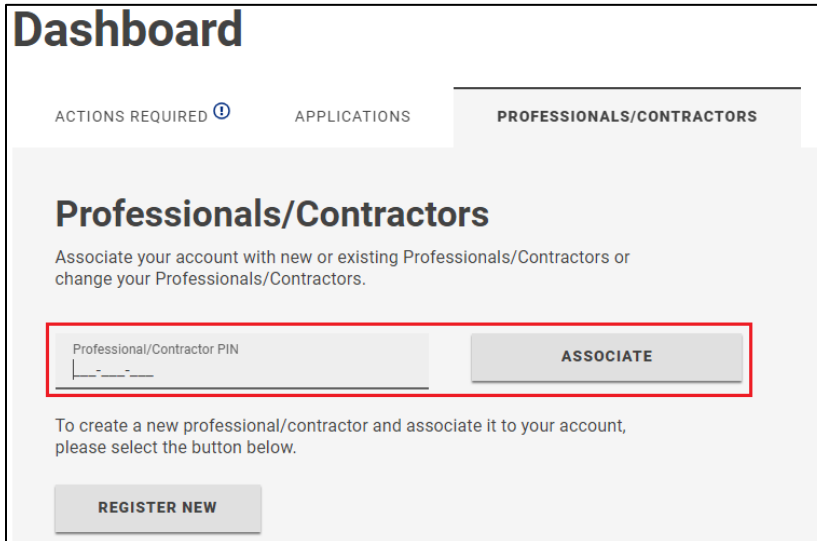 Dashboard
ACTIONS REQUIRED
APPLICATIONS
PROFESSIONALS/CONTRACTORS
Professionals/Contractors
Associate your account with new or existing Professionals/Contractors or
change your Professionals/Contractors.
Professional/Contractor PIN
___-___-___
ASSOCIATE
To create a new professional/contractor and associate it to your account,
please select the button below.
REGISTER NEW